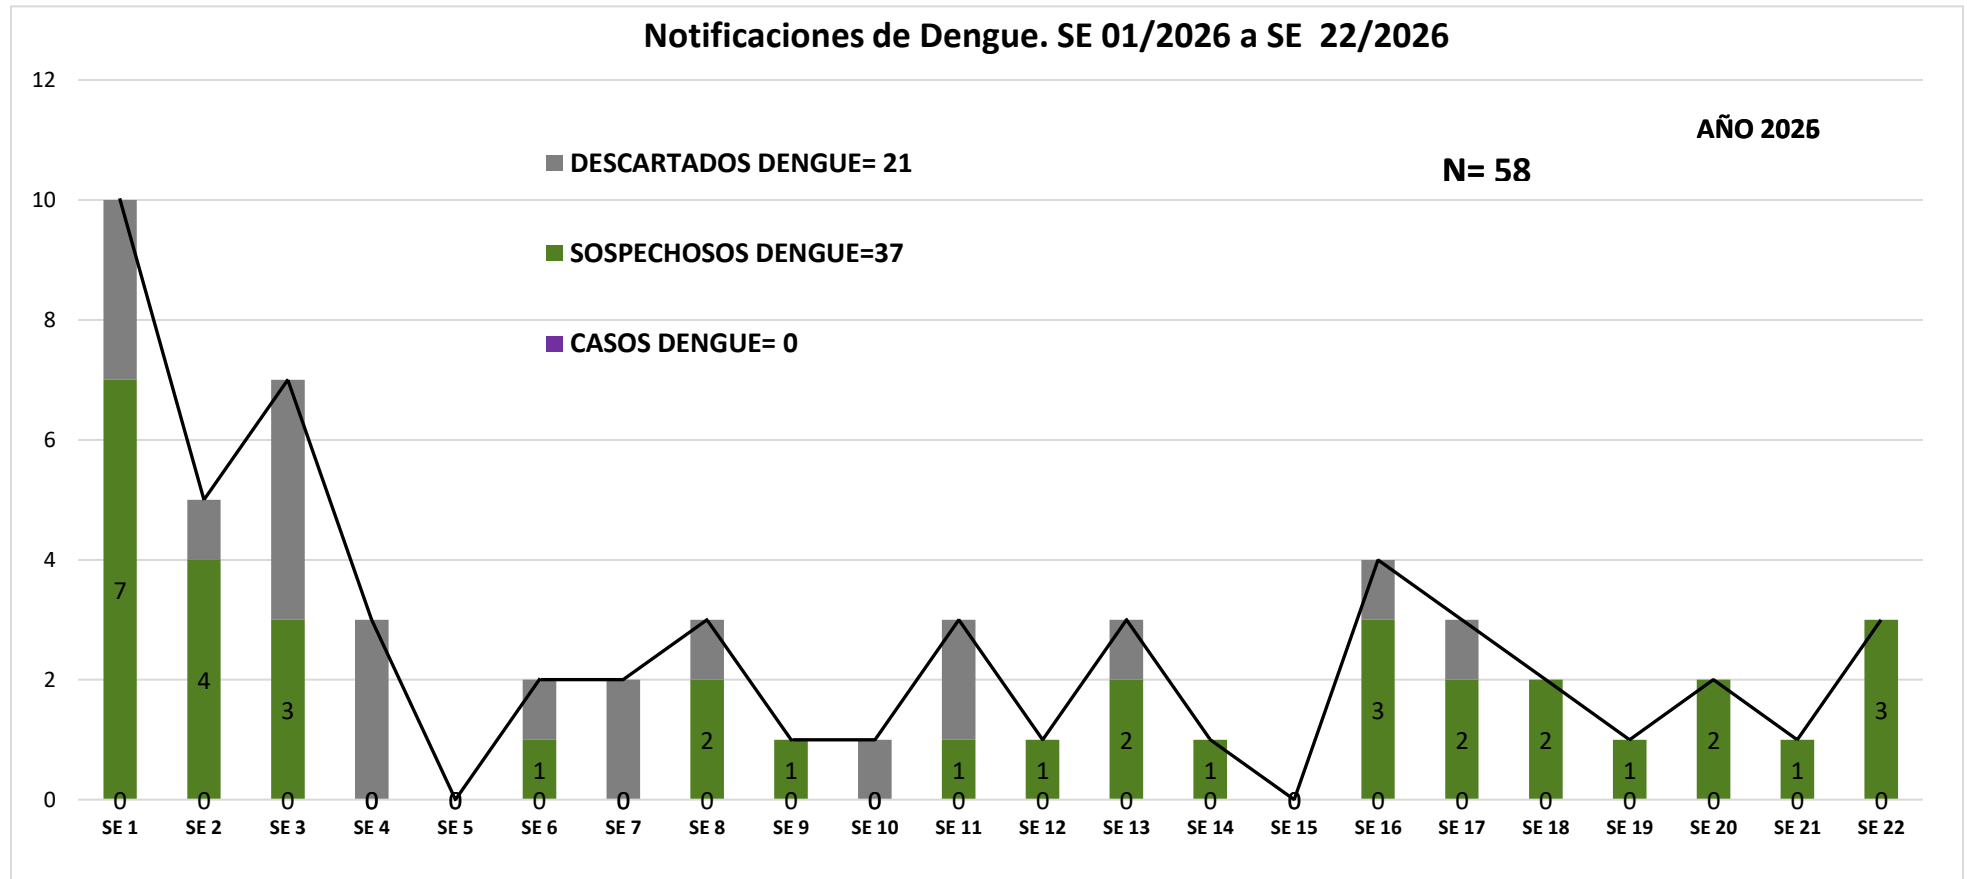 Notificaciones de Dengue. SE 01/2026 a SE 22/2026
12
AÑO 2026
DESCARTADOS DENGUE= 21
N= 58
10
SOSPECHOSOS DENGUE=37
8
CASOS DENGUE= 0
6
4
7 4 3 3 3
2
2 2 2 2 2
1 1 1 1 1 1 1
0
0 0 0 0 0 0 0 0 0 0 0 0 0 0 0 0 0 0 0 0 0 0
SE 1 SE 2 SE 3 SE 4 SE 5 SE 6 SE 7 SE 8 SE 9 SE 10 SE 11 SE 12 SE 13 SE 14 SE 15 SE 16 SE 17 SE 18 SE 19 SE 20 SE 21 SE 22